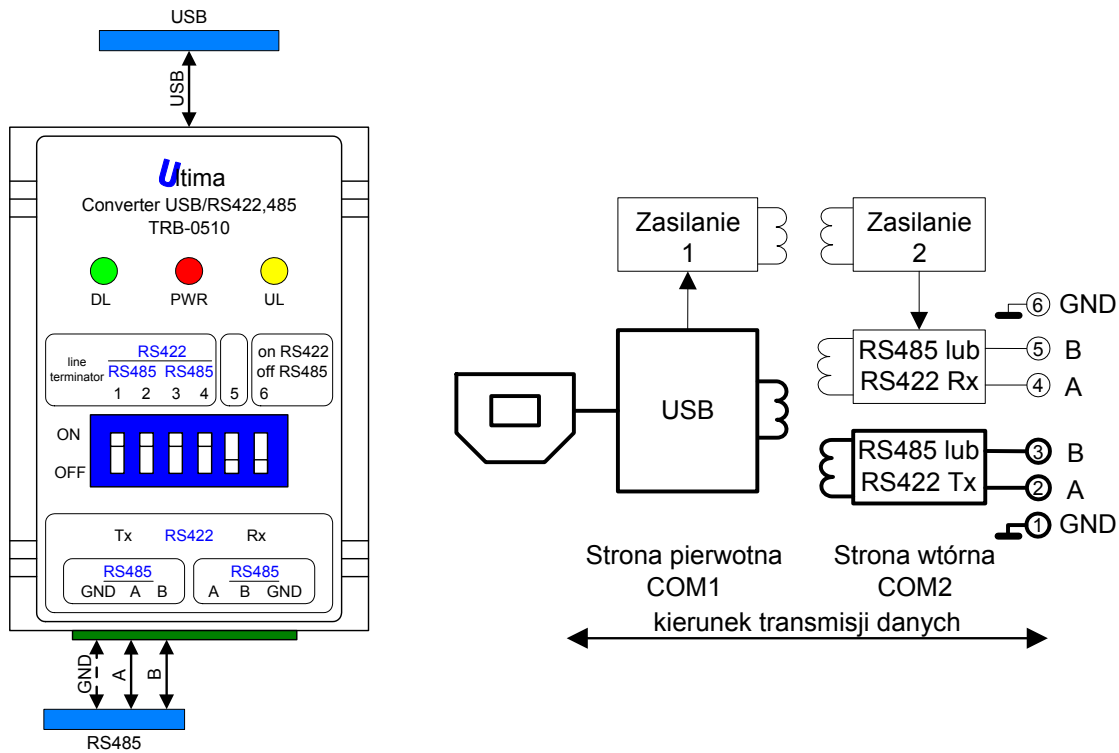 USB
USB
Ultima
Converter USB/RS422,485
TRB-0510
DL PWR UL
line terminator
RS422
RS485 RS485
1 2 3 4
5
on RS422
off RS485
6
ON
OFF
Tx RS422 Rx
RS485
GND A B
RS485
A B GND
GND
A
B
RS485
Zasilanie
1
Zasilanie
2
USB
RS485 lub
RS422 Rx
6 GND
5 B
4 A
RS485 lub
RS422 Tx
3 B
2 A
1 GND
Strona pierwotna
COM1
Strona wtórna
COM2
kierunek transmisji danych